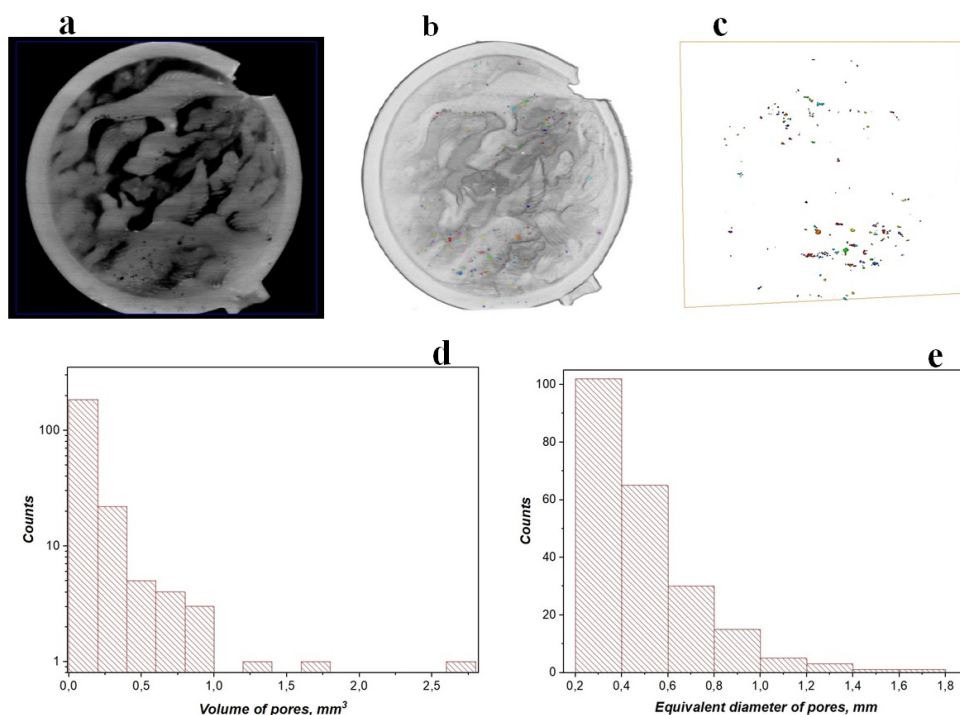 a
b
c
d
e
100
10
1
Counts
0,0 0,5 1,0 1,5 2,0 2,5
Volume of pores, mm³
100
80
60
40
20
0
Counts
0,2 0,4 0,6 0,8 1,0 1,2 1,4 1,6 1,8
Equivalent diameter of pores, mm